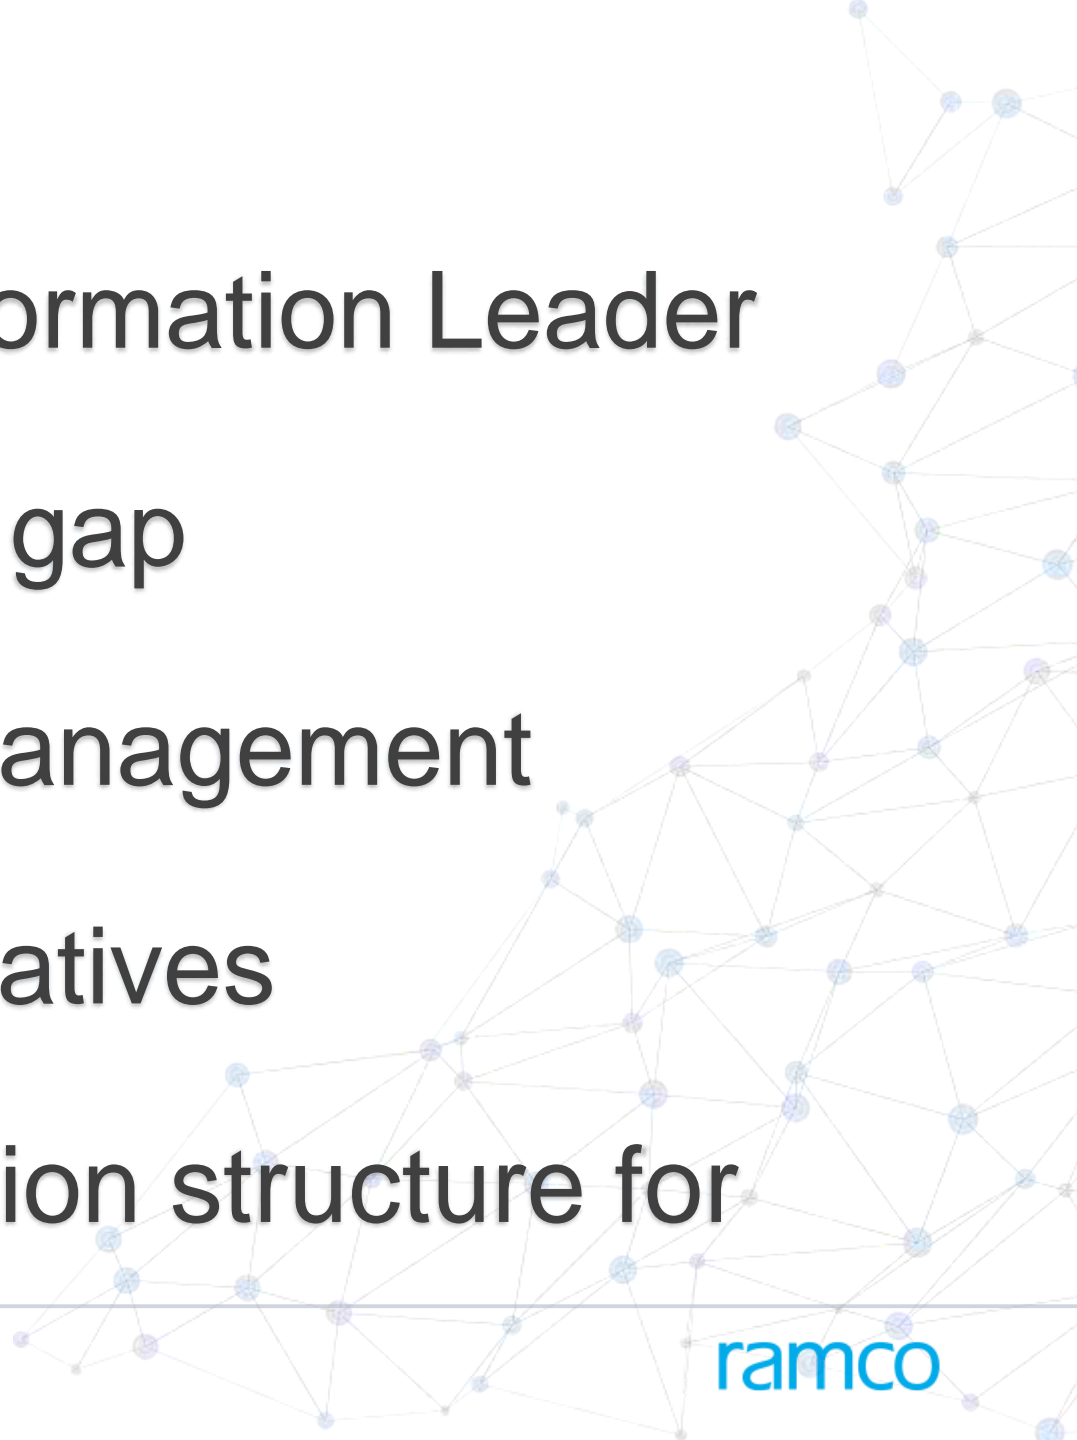 ormation Leader
gap
anagement
atives
ion structure for
ramco